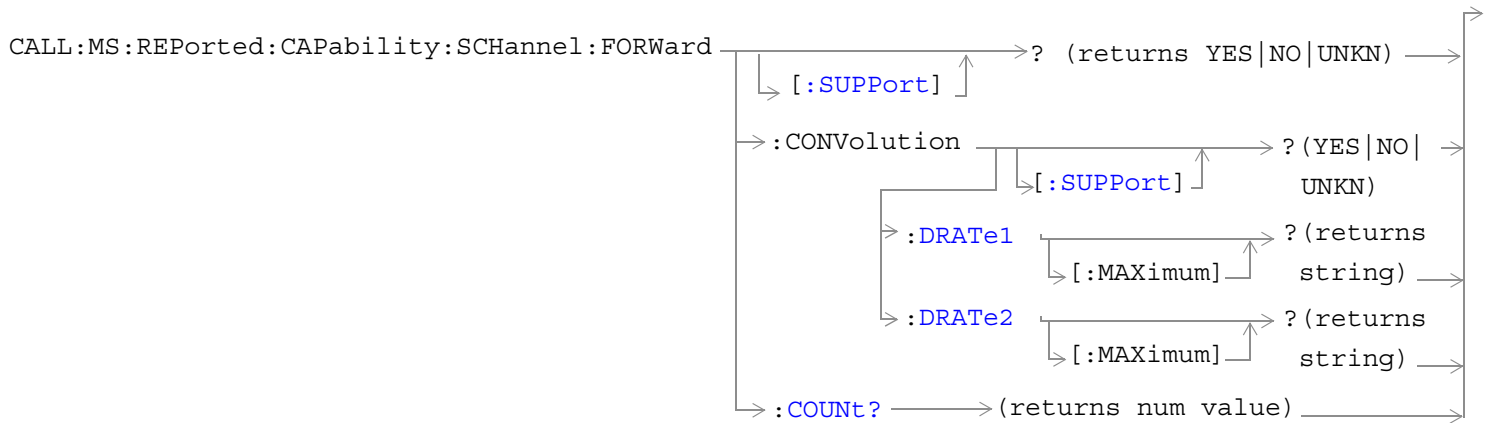 CALL:MS:REPorted:CAPability:SCHannel:FORWard ? (returns YES|NO|UNKN)
[:SUPPort]
:CONVolution ?(YES|NO|
[:SUPPort] UNKN)
:DRATe1 ?(returns
[:MAXimum] string)
:DRATe2 ?(returns
[:MAXimum] string)
:COUNt? (returns num value)